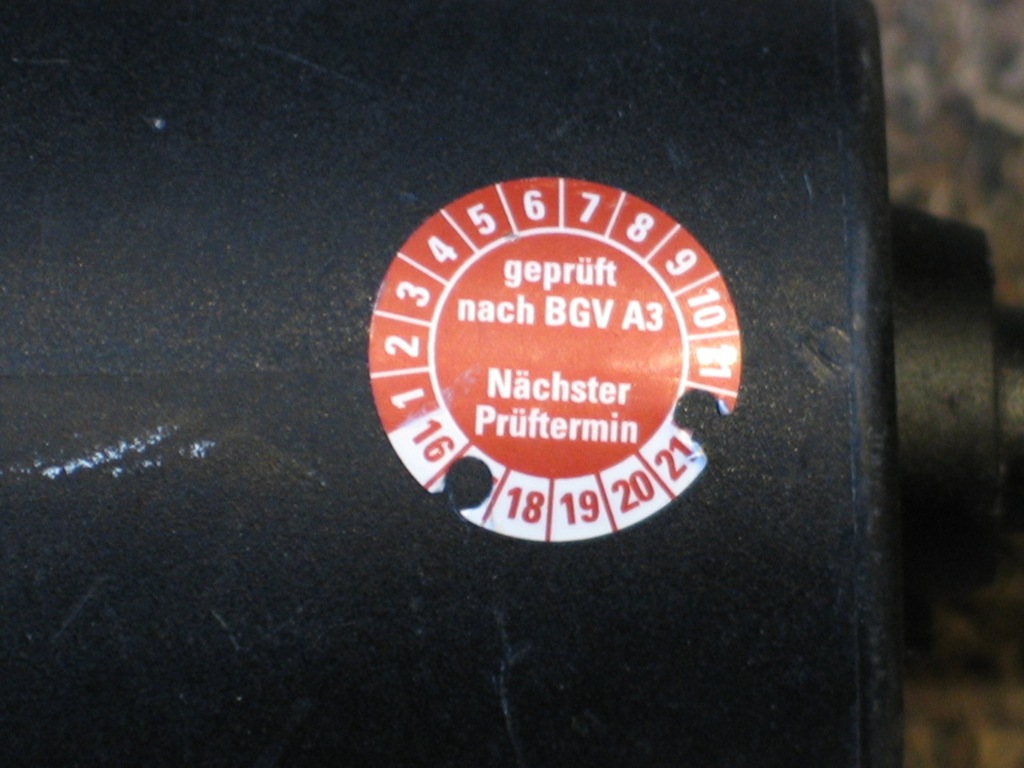 1 2 3 4 5 6 7 8 9 10 11
geprüft
nach BGV A3
Nächster
Prüftermin
16 18 19 20 21